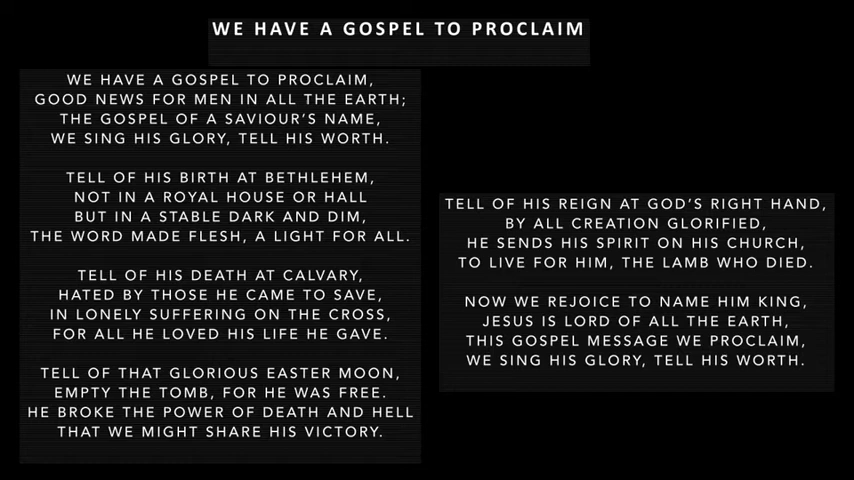 WE HAVE A GOSPEL TO PROCLAIM
WE HAVE A GOSPEL TO PROCLAIM,
GOOD NEWS FOR MEN IN ALL THE EARTH;
THE GOSPEL OF A SAVIOUR'S NAME,
WE SING HIS GLORY, TELL HIS WORTH.
TELL OF HIS BIRTH AT BETHLEHEM,
NOT IN A ROYAL HOUSE OR HALL
BUT IN A STABLE DARK AND DIM,
THE WORD MADE FLESH, A LIGHT FOR ALL.
TELL OF HIS DEATH AT CALVARY,
HATED BY THOSE HE CAME TO SAVE,
IN LONELY SUFFERING ON THE CROSS,
FOR ALL HE LOVED HIS LIFE HE GAVE.
TELL OF THAT GLORIOUS EASTER MOON,
EMPTY THE TOMB, FOR HE WAS FREE.
HE BROKE THE POWER OF DEATH AND HELL
THAT WE MIGHT SHARE HIS VICTORY.
TELL OF HIS REIGN AT GOD'S RIGHT HAND,
BY ALL CREATION GLORIFIED,
HE SENDS HIS SPIRIT ON HIS CHURCH,
TO LIVE FOR HIM, THE LAMB WHO DIED.
NOW WE REJOICE TO NAME HIM KING,
JESUS IS LORD OF ALL THE EARTH,
THIS GOSPEL MESSAGE WE PROCLAIM,
WE SING HIS GLORY, TELL HIS WORTH.